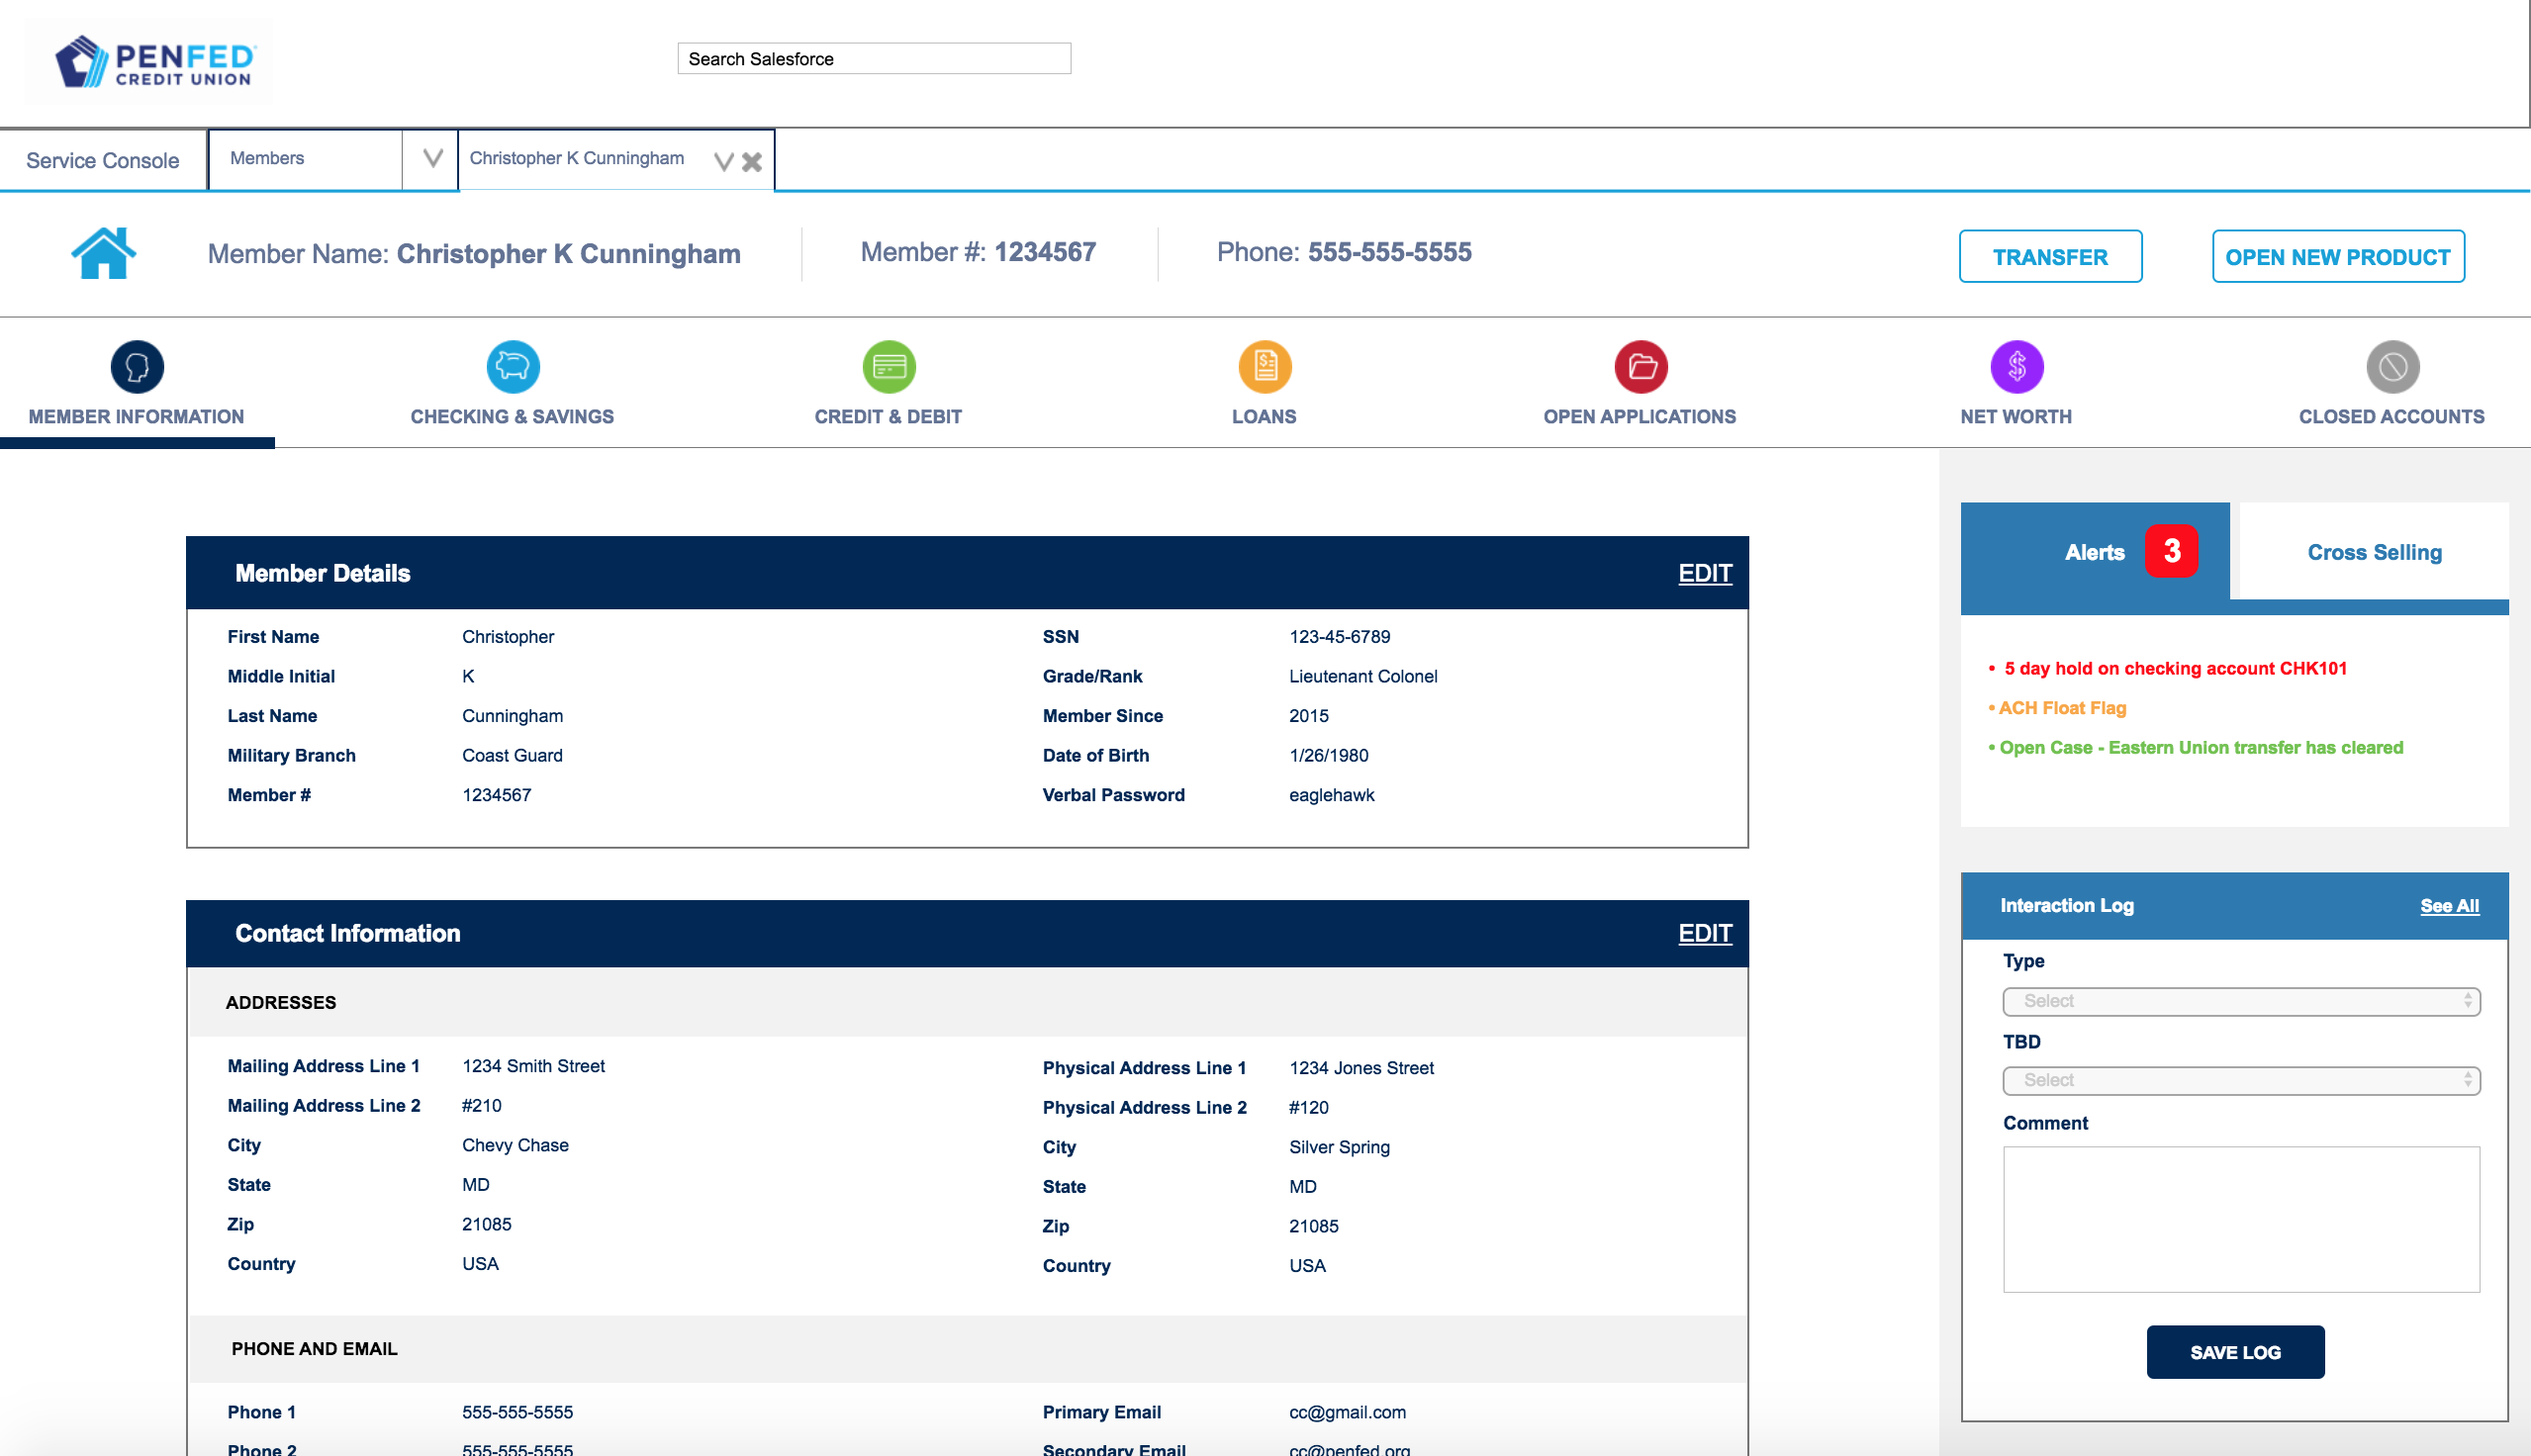 PENFED
CREDIT UNION
Search Salesforce
Service Console
Members
Christopher K Cunningham
Member Name: Christopher K Cunningham
Member #: 1234567
Phone: 555-555-5555
TRANSFER
OPEN NEW PRODUCT
MEMBER INFORMATION
CHECKING & SAVINGS
CREDIT & DEBIT
LOANS
OPEN APPLICATIONS
NET WORTH
CLOSED ACCOUNTS
Member Details
EDIT
First Name Christopher
Middle Initial K
Last Name Cunningham
Military Branch Coast Guard
Member # 1234567
SSN 123-45-6789
Grade/Rank Lieutenant Colonel
Member Since 2015
Date of Birth 1/26/1980
Verbal Password eaglehawk
Contact Information
EDIT
ADDRESSES
Mailing Address Line 1 1234 Smith Street
Mailing Address Line 2 #210
City Chevy Chase
State MD
Zip 21085
Country USA
Physical Address Line 1 1234 Jones Street
Physical Address Line 2 #120
City Silver Spring
State MD
Zip 21085
Country USA
PHONE AND EMAIL
Phone 1 555-555-5555
Phone 2 555-555-5555
Primary Email cc@gmail.com
Secondary Email cc@penfed.org
Alerts 3
Cross Selling
• 5 day hold on checking account CHK101
• ACH Float Flag
• Open Case - Eastern Union transfer has cleared
Interaction Log
See All
Type
Select
TBD
Select
Comment
SAVE LOG